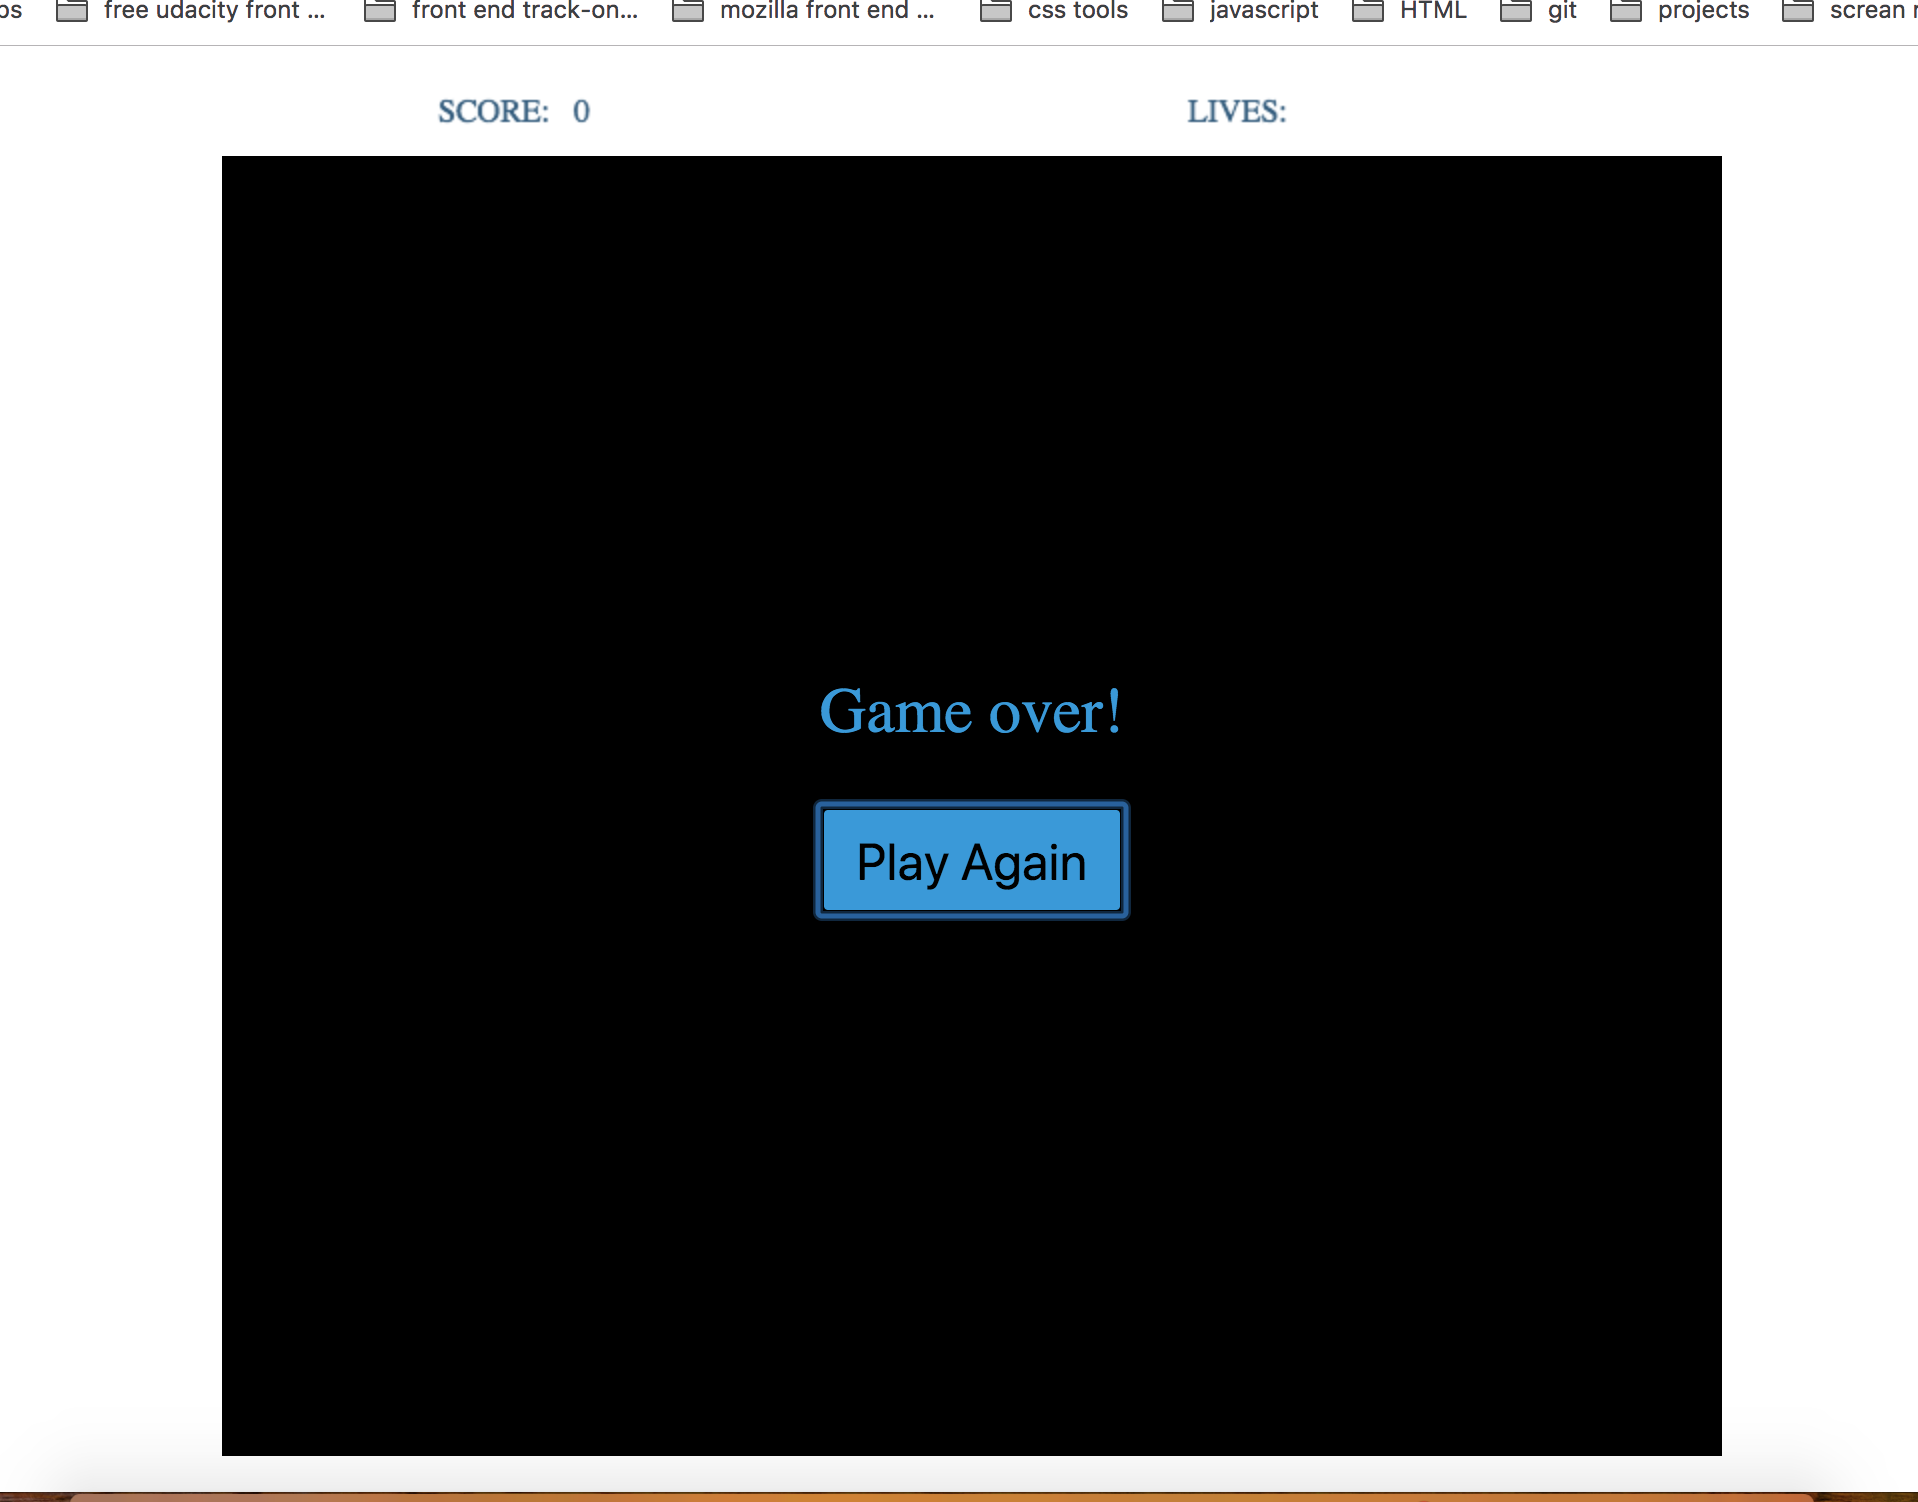 free udacity front ... front end track-on... mozilla front end ... css tools javascript HTML git projects screan
SCORE: 0 LIVES:
Game over!
Play Again